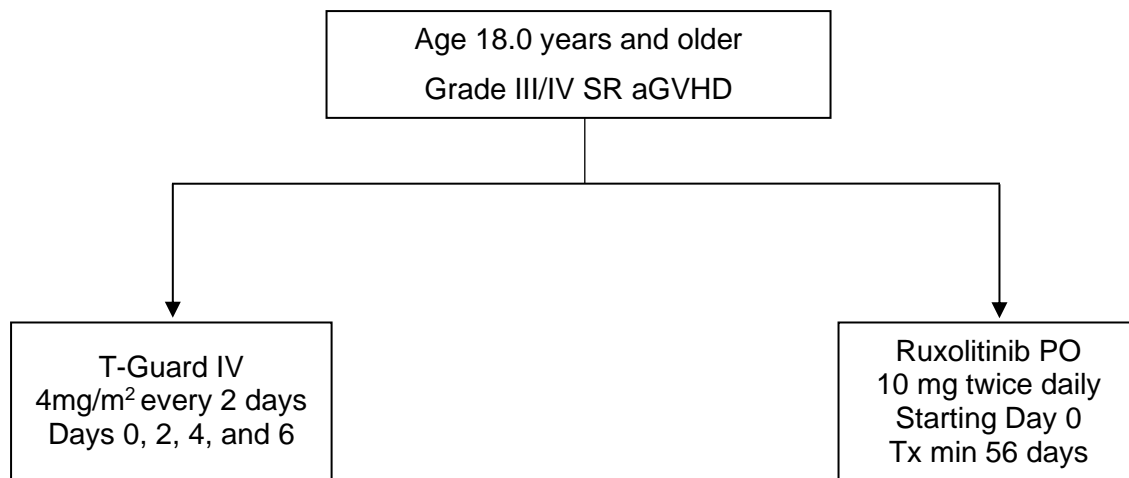 Age 18.0 years and older
Grade III/IV SR aGVHD
T-Guard IV
4mg/m² every 2 days
Days 0, 2, 4, and 6
Ruxolitinib PO
10 mg twice daily
Starting Day 0
Tx min 56 days